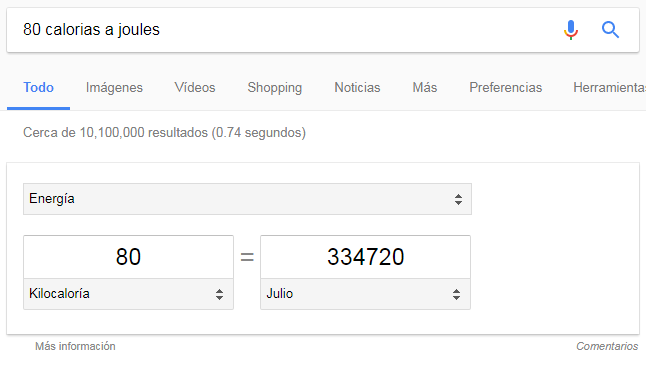 80 calorias a joules
Todo Imágenes Vídeos Shopping Noticias Más Preferencias Herramientas
Cerca de 10,100,000 resultados (0.74 segundos)
Energía
80 = 334720
Kilocaloría Julio
Más información Comentarios